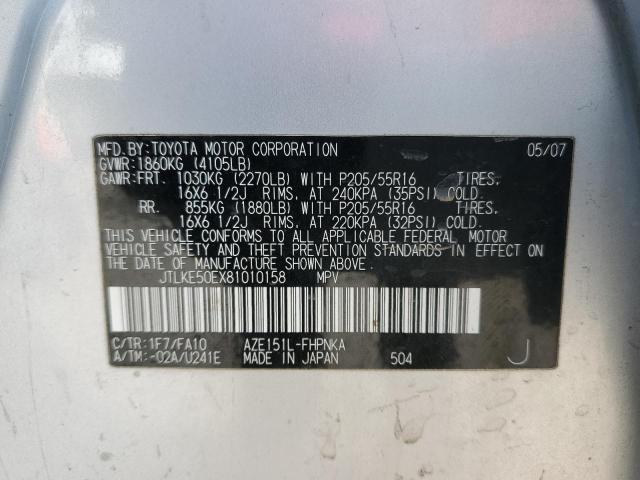 MFD.BY:TOYOTA MOTOR CORPORATION 05/07
GVWR:1860KG (4105LB)
GAWR:FRT. 1030KG (2270LB) WITH P205/55R16 TIRES,
16X6 1/2J RIMS, AT 240KPA (35PSI) COLD.
RR. 855KG (1880LB) WITH P205/55R16 TIRES,
16X6 1/2J RIMS, AT 220KPA (32PSI) COLD.
THIS VEHICLE CONFORMS TO ALL APPLICABLE FEDERAL MOTOR
VEHICLE SAFETY AND THEFT PREVENTION STANDARDS IN EFFECT ON
THE DATE OF MANUFACTURE SHOWN ABOVE.
JTLKE50EX81010158 MPV
C/TR:1F7/FA10 AZE151L-FHPNKA
A/TM:-02A/U241E MADE IN JAPAN 504 J